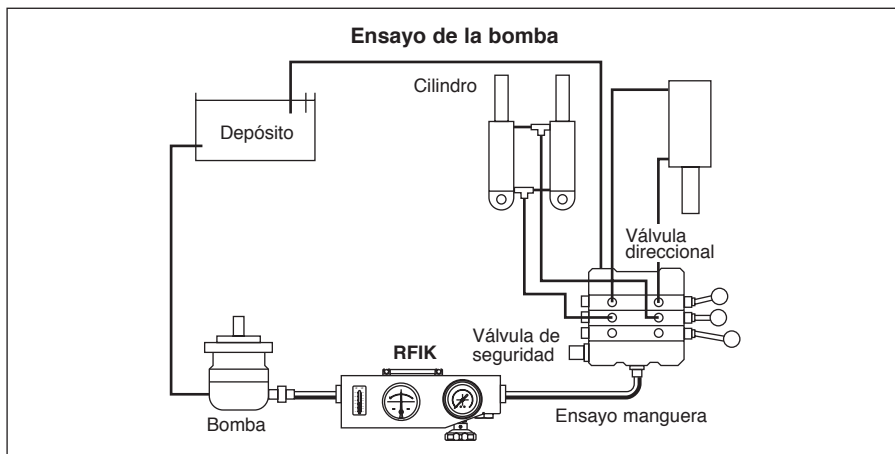 Ensayo de la bomba
Cilindro
Depósito
Válvula
direccional
Válvula de
seguridad
RFIK
Bomba
Ensayo manguera